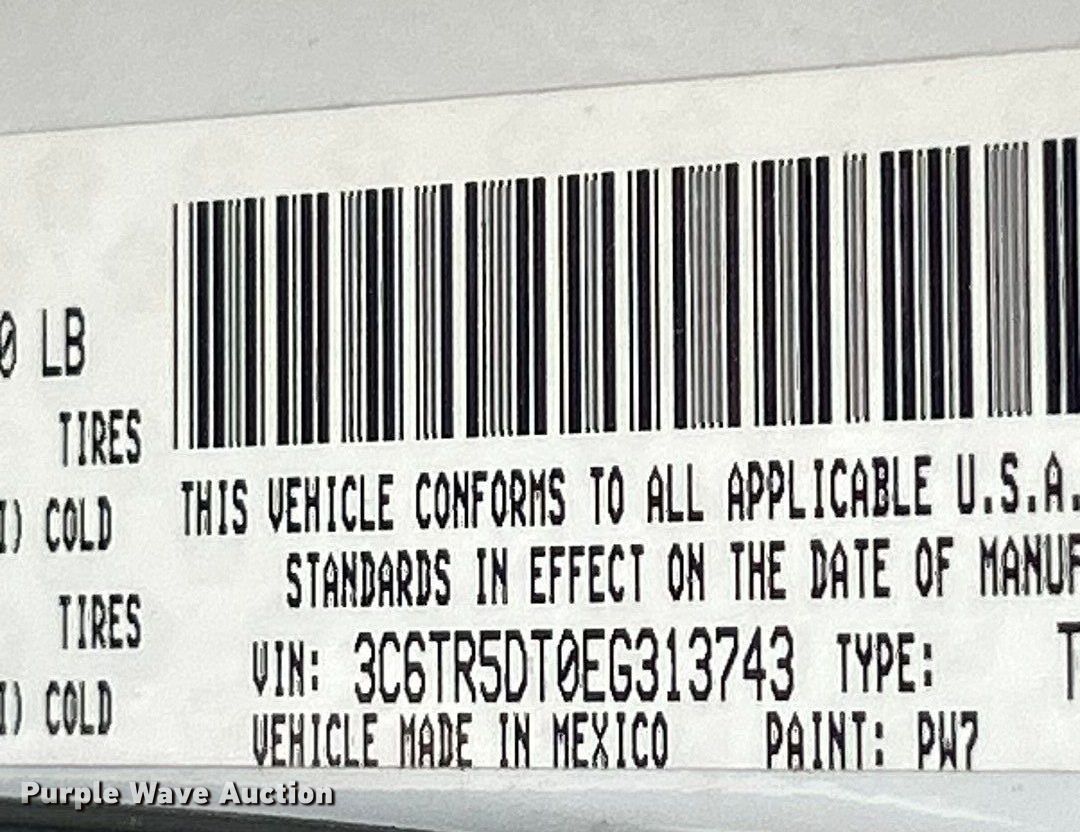 0 LB
TIRES
I) COLD
THIS VEHICLE CONFORMS TO ALL APPLICABLE U.S.A.
STANDARDS IN EFFECT ON THE DATE OF MANUF
TIRES
VIN: 3C6TR5DT0EG313743 TYPE: T
I) COLD
VEHICLE MADE IN MEXICO PAINT: PW7
Purple Wave Auction